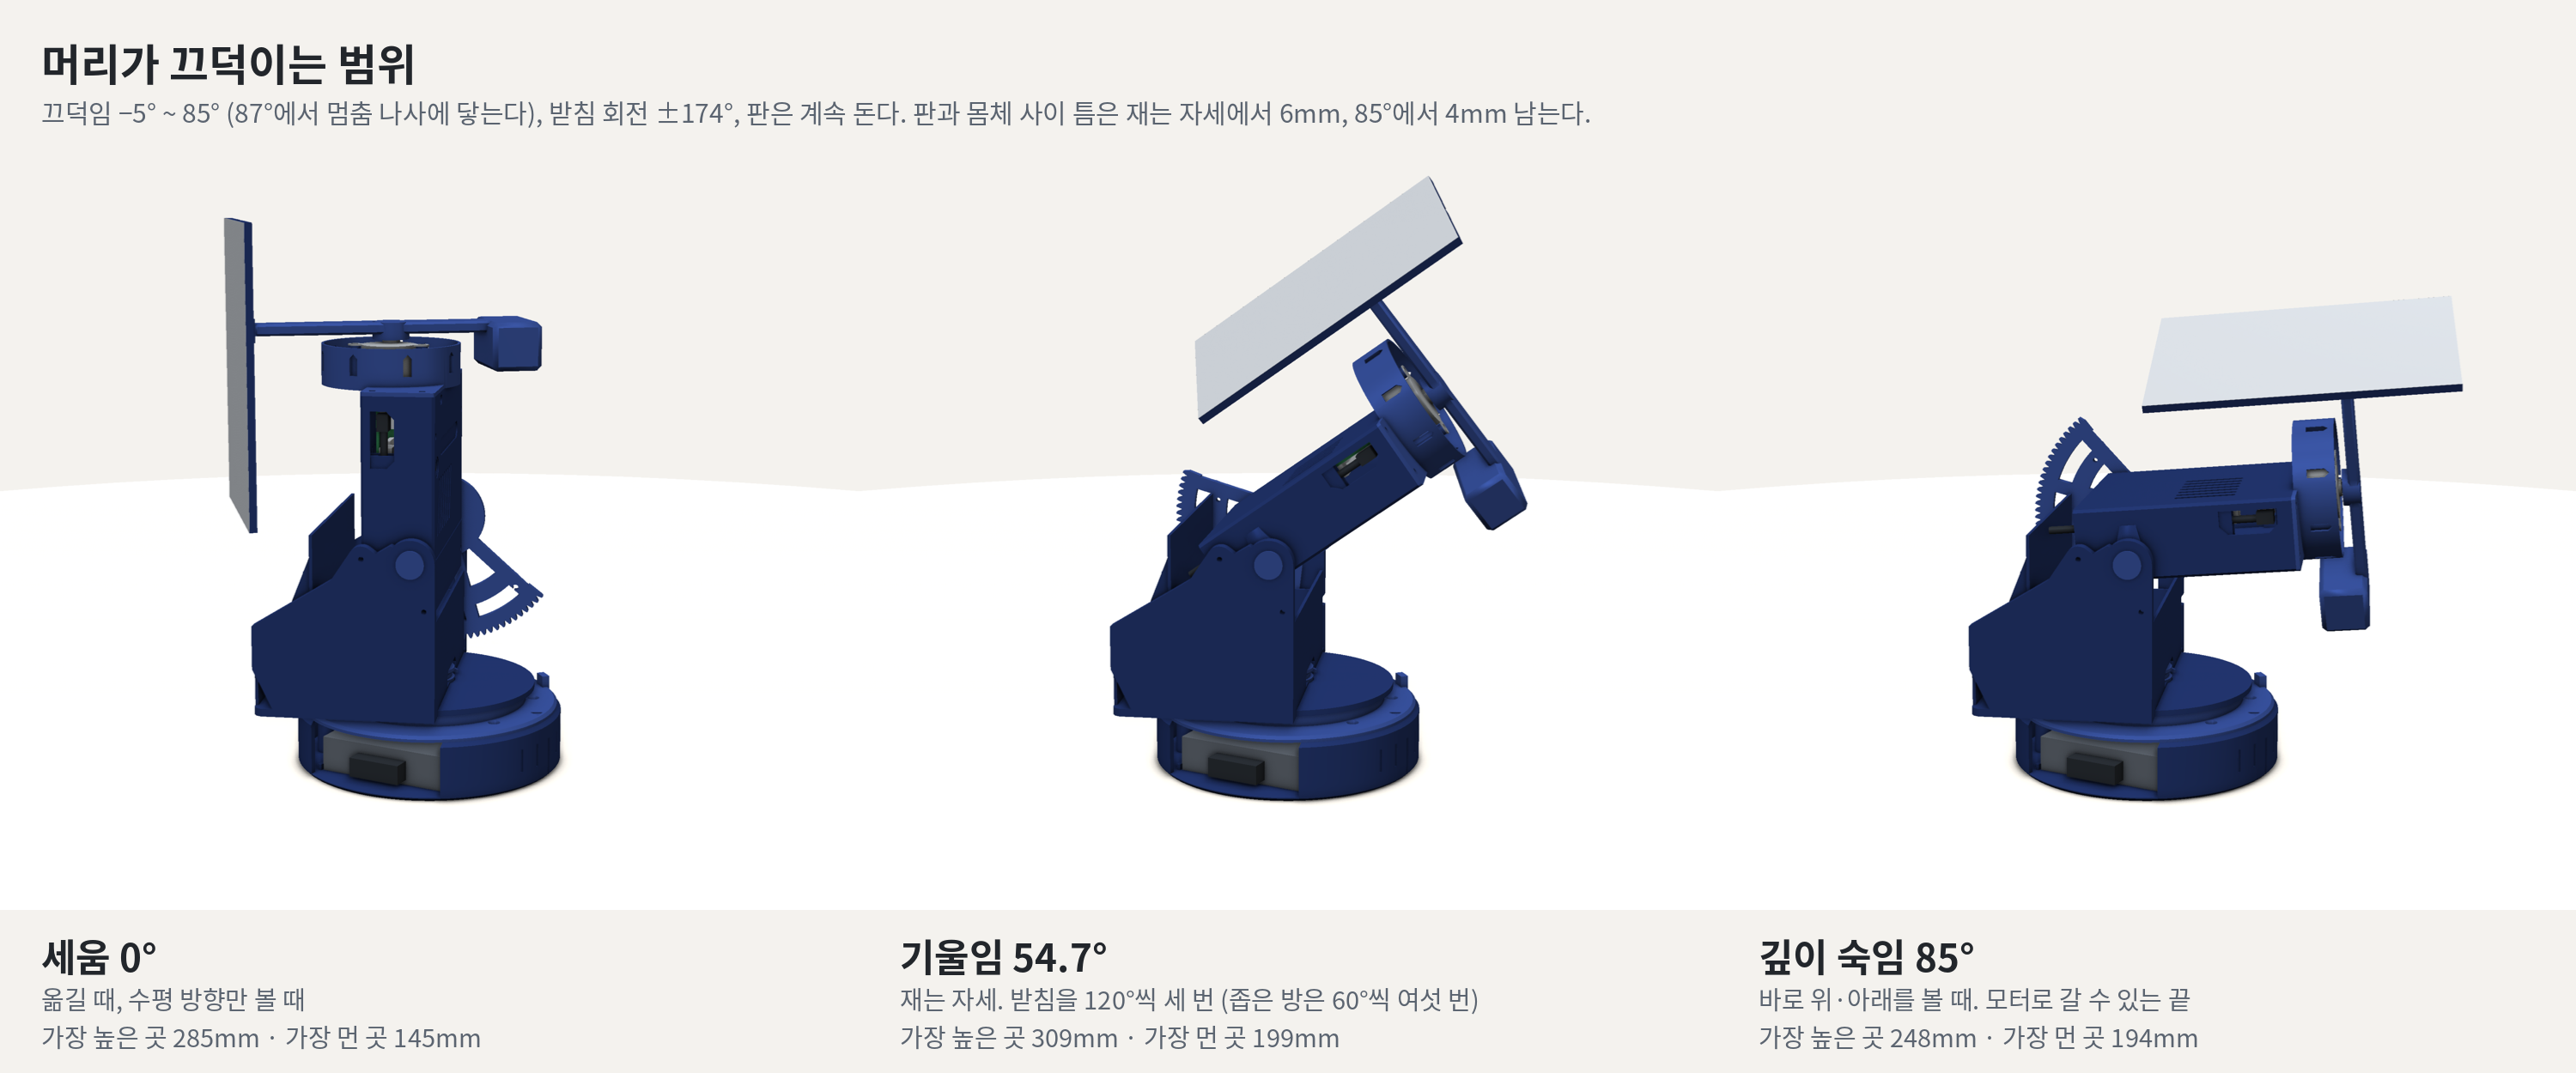 머리가 끄덕이는 범위
끄덕임 −5° ~ 85° (87°에서 멈춤 나사에 닿는다), 받침 회전 ±174°, 판은 계속 돈다. 판과 몸체 사이 틈은 재는 자세에서 6mm, 85°에서 4mm 남는다.
세움 0°
옮길 때, 수평 방향만 볼 때
가장 높은 곳 285mm · 가장 먼 곳 145mm
기울임 54.7°
재는 자세. 받침을 120°씩 세 번 (좁은 방은 60°씩 여섯 번)
가장 높은 곳 309mm · 가장 먼 곳 199mm
깊이 숙임 85°
바로 위·아래를 볼 때. 모터로 갈 수 있는 끝
가장 높은 곳 248mm · 가장 먼 곳 194mm